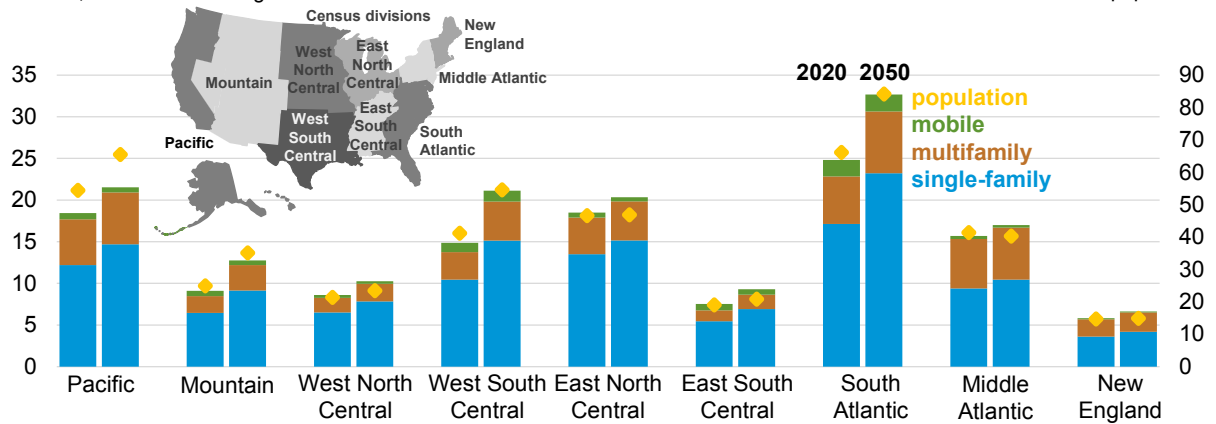 Census divisions
New
England
West
North
Central
East
North
Central
Mountain
Middle Atlantic
West
South
Central
East
South
Central
Pacific
South
Atlantic
2020 2050
population
mobile
multifamily
single-family
35
30
25
20
15
10
5
0
90
80
70
60
50
40
30
20
10
0
Pacific
Mountain
West North
Central
West South
Central
East North
Central
East South
Central
South
Atlantic
Middle
Atlantic
New
England